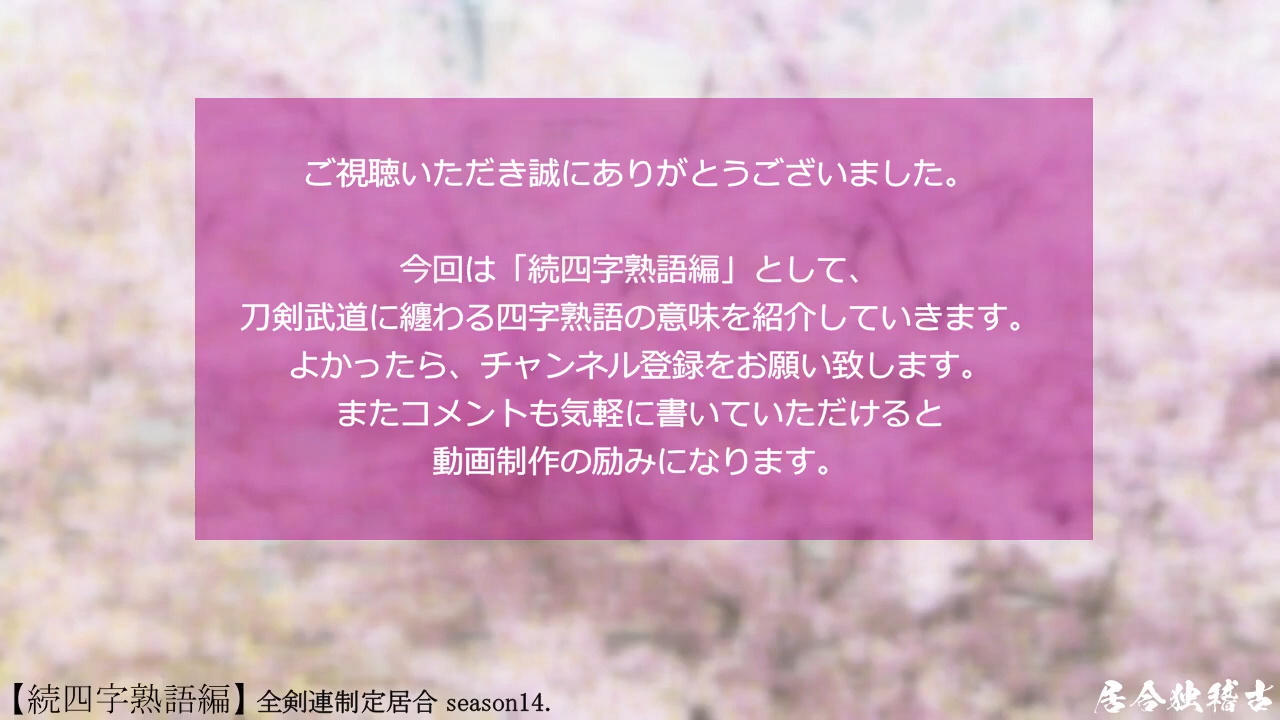 ご視聴いただき誠にありがとうございました。
今回は「続四字熟語編」として、
刀剣武道に纏わる四字熟語の意味を紹介していきます。
よかったら、チャンネル登録をお願い致します。
またコメントも気軽に書いていただけると
動画制作の励みになります。
【続四字熟語編】全剣連制定居合 season14.
居合独稽古